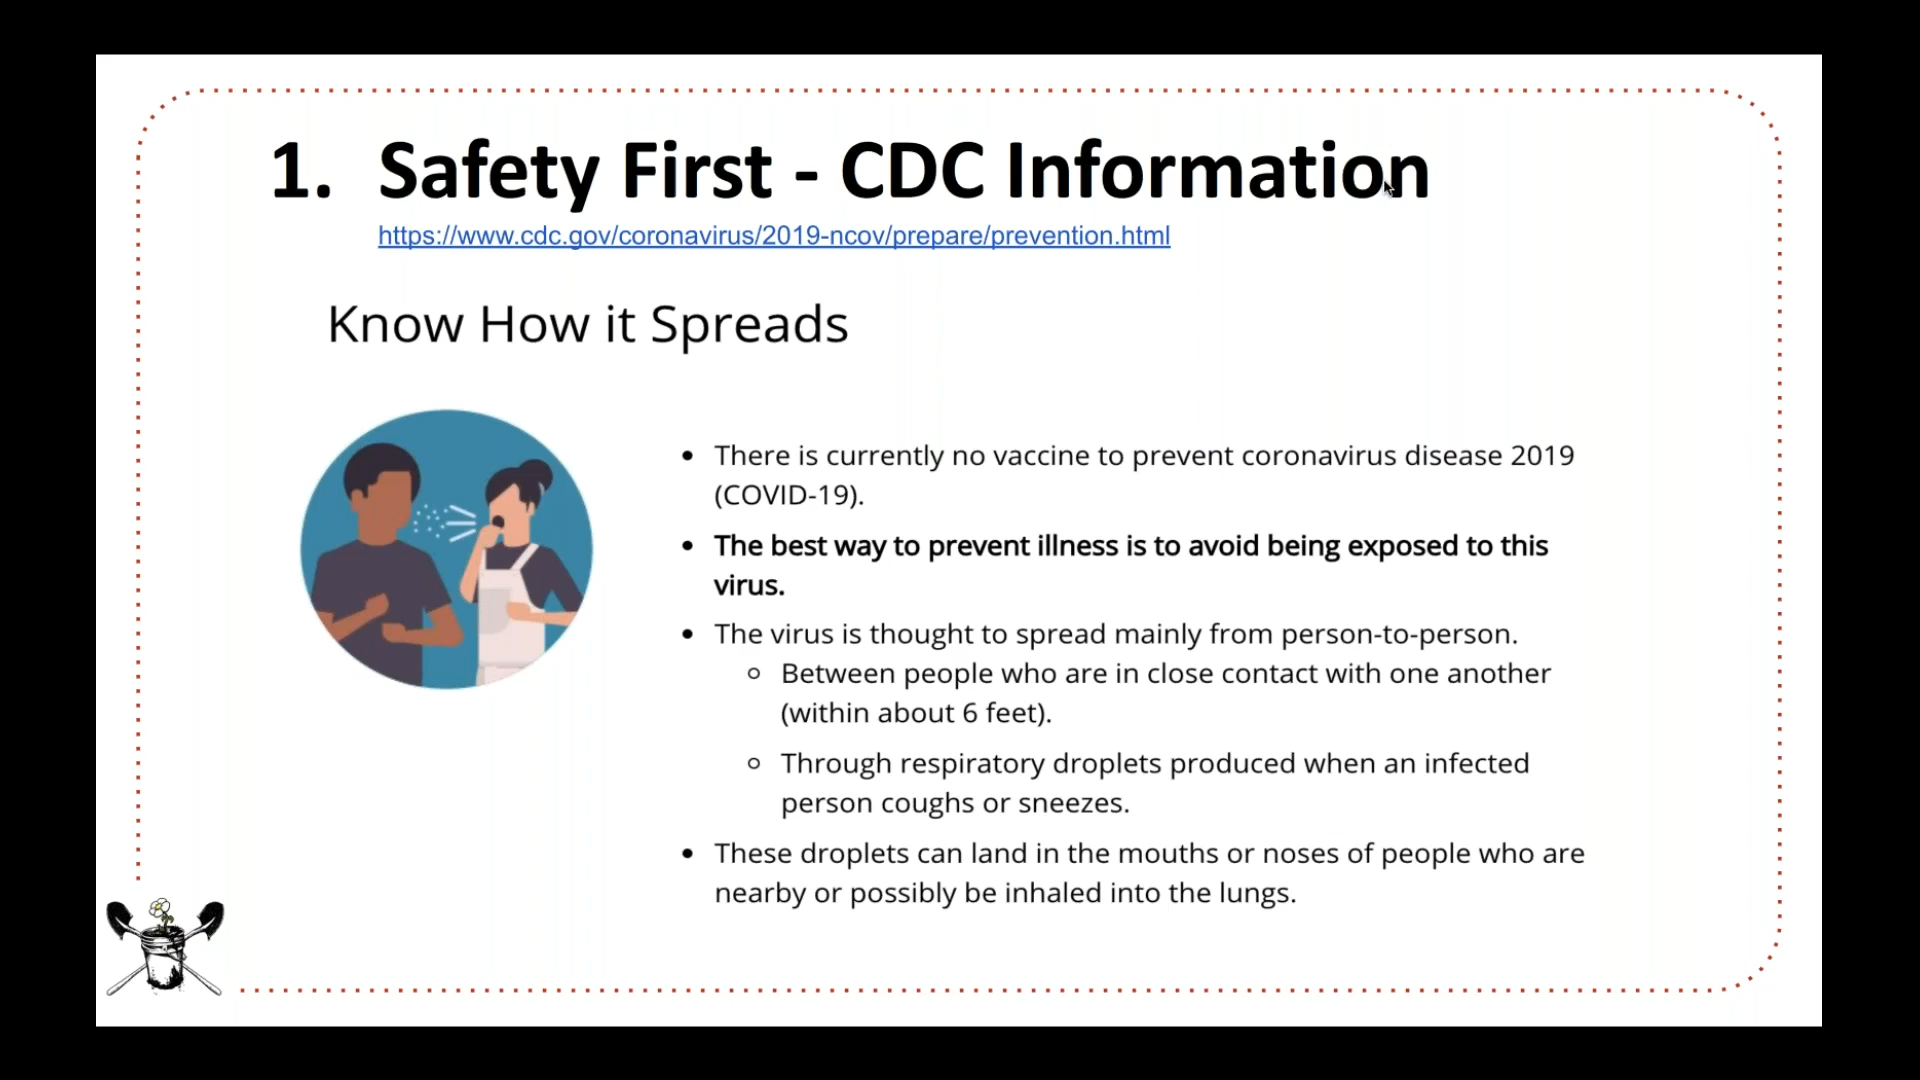 1. Safety First - CDC Information
https://www.cdc.gov/coronavirus/2019-ncov/prepare/prevention.html
Know How it Spreads
• There is currently no vaccine to prevent coronavirus disease 2019
(COVID-19).
• The best way to prevent illness is to avoid being exposed to this
virus.
• The virus is thought to spread mainly from person-to-person.
○ Between people who are in close contact with one another
(within about 6 feet).
○ Through respiratory droplets produced when an infected
person coughs or sneezes.
• These droplets can land in the mouths or noses of people who are
nearby or possibly be inhaled into the lungs.